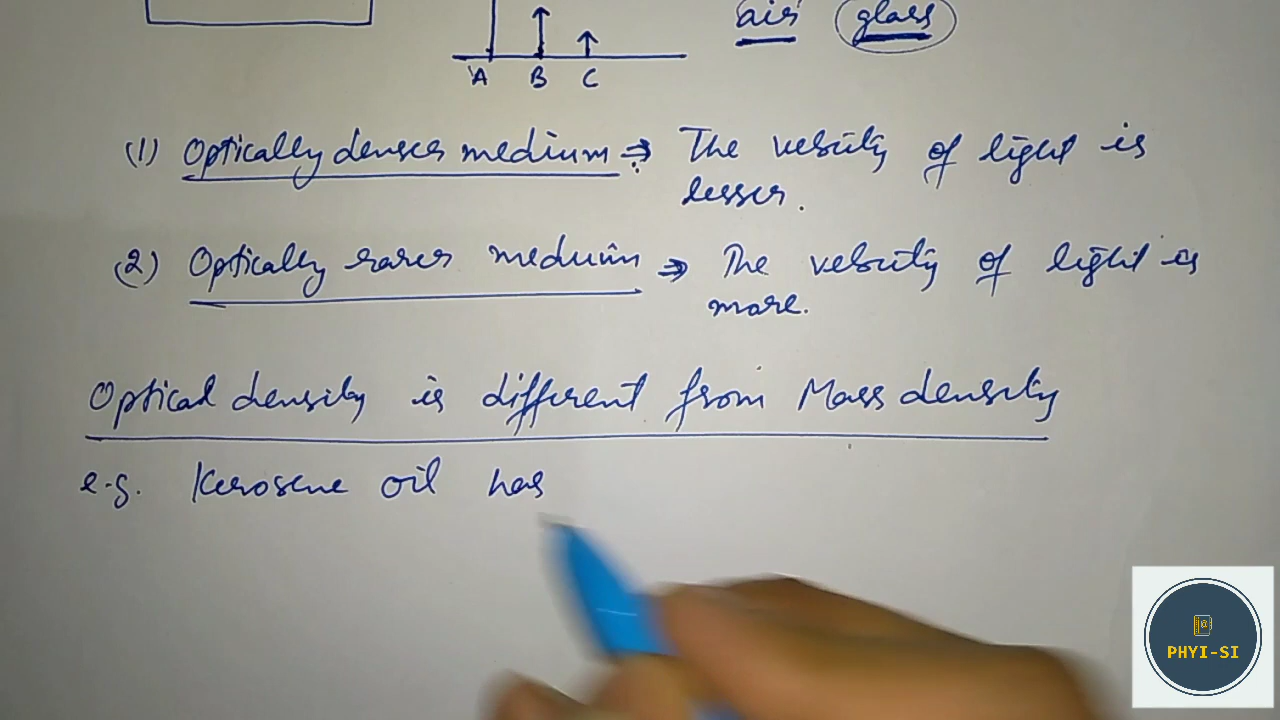 air glass
A B C
(1) Optically denser medium ⇒ The velocity of light is
lesser.
(2) Optically rarer medium ⇒ The velocity of light is
more.
Optical density is different from Mass density
e.g. Kerosene oil has
PHYI-SI